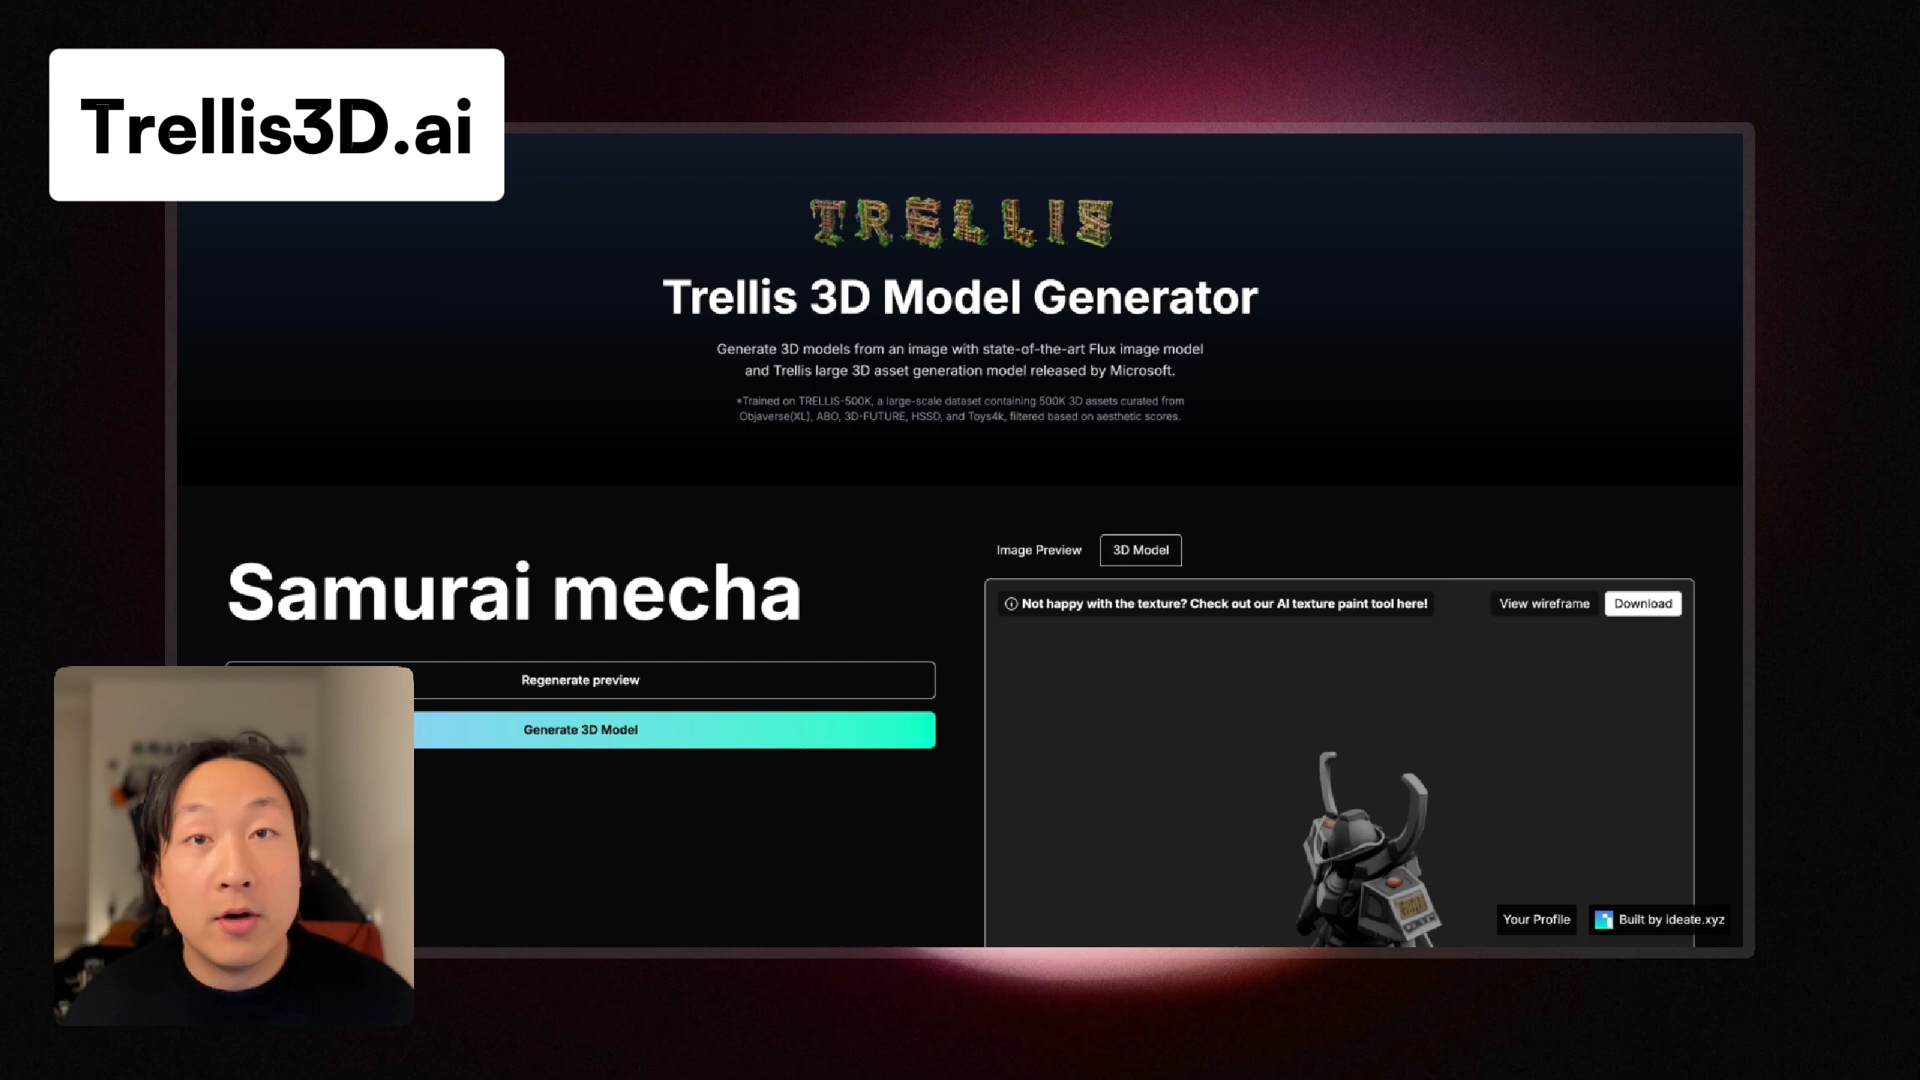 Trellis3D.ai
TRELLIS
Trellis 3D Model Generator
Generate 3D models from an image with state-of-the-art Flux image model
and Trellis large 3D asset generation model released by Microsoft.
*Trained on TRELLIS-500K, a large-scale dataset containing 500K 3D assets curated from
Objaverse(XL), ABO, 3D-FUTURE, HSSD, and Toys4k, filtered based on aesthetic scores.
Samurai mecha
Regenerate preview
Generate 3D Model
Image Preview
3D Model
Not happy with the texture? Check out our AI texture paint tool here!
View wireframe
Download
Your Profile
Built by ideate.xyz